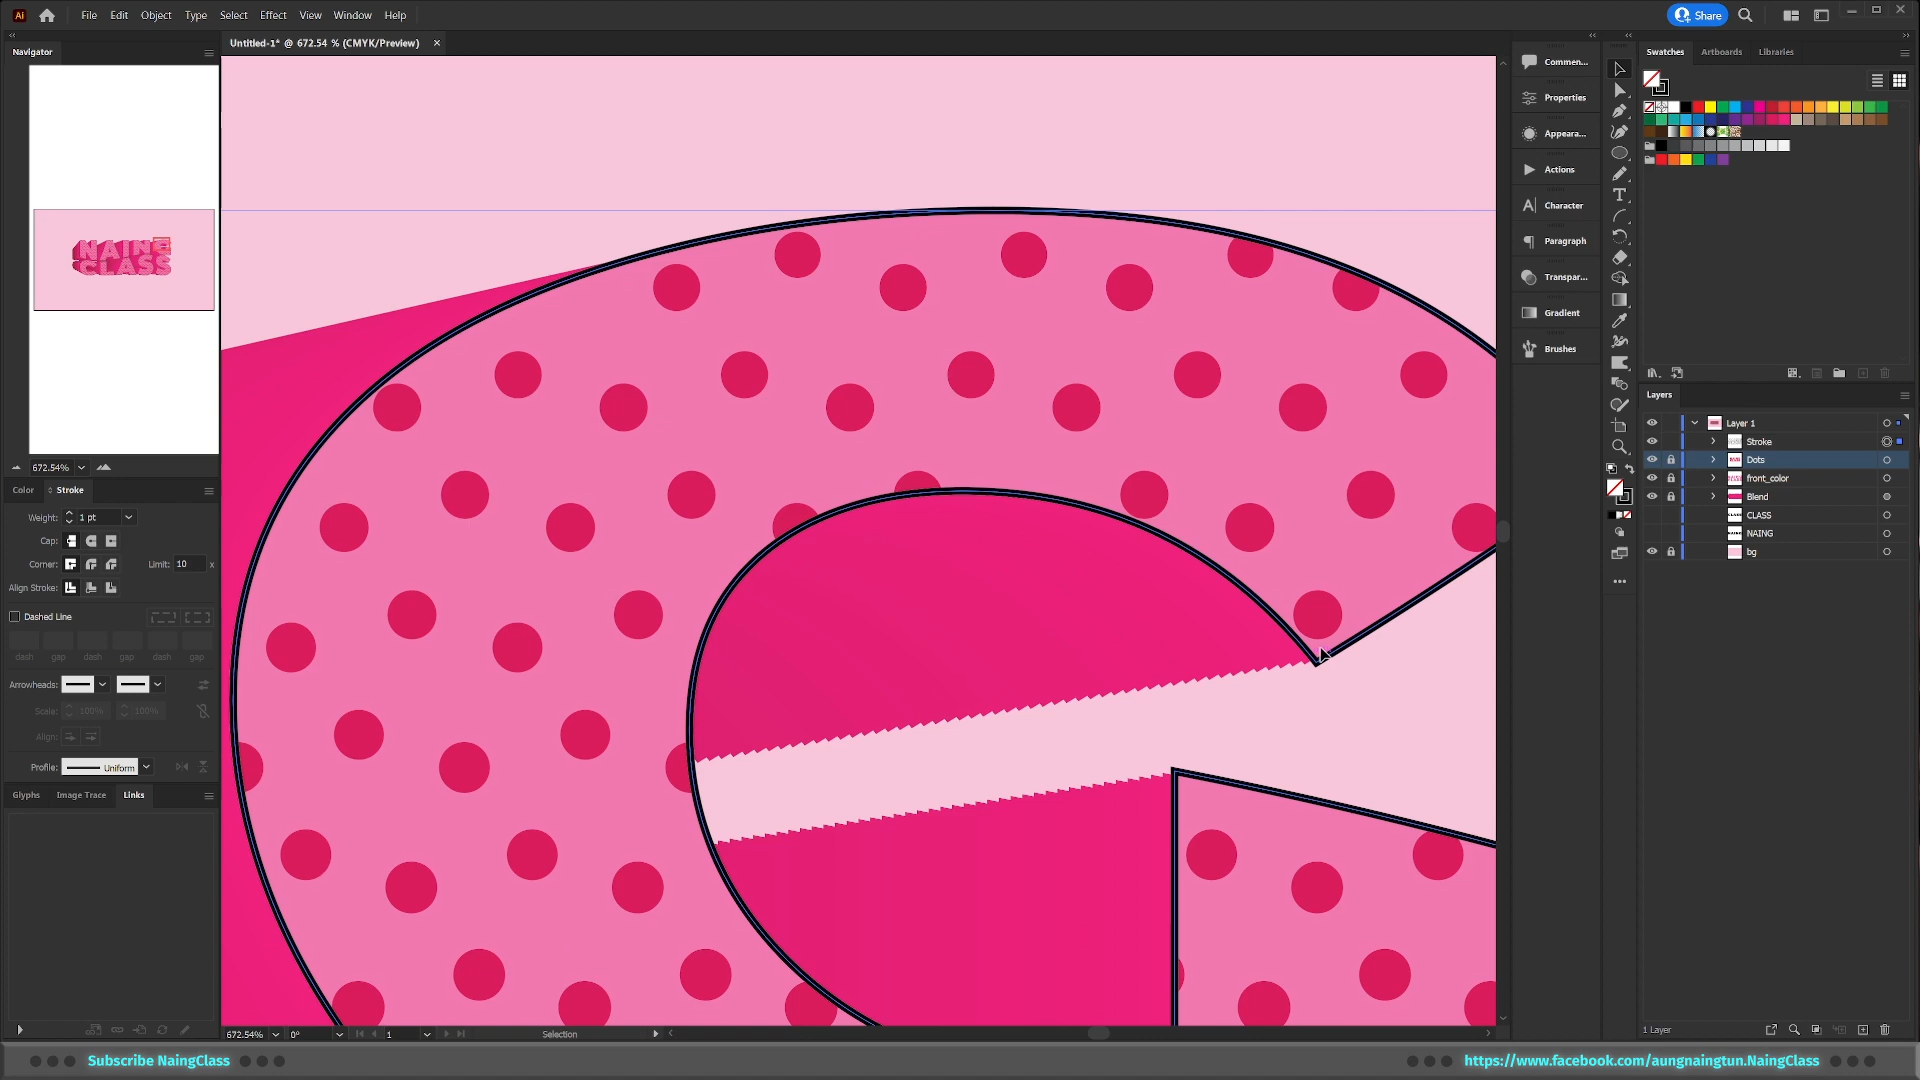 Ai File Edit Object Type Select Effect View Window Help Share
Untitled-1* @ 672.54 % (CMYK/Preview)
Navigator
NAING
CLASS
672.54%
Color Stroke
Weight: 1 pt
Cap:
Corner: Limit: 10 x
Align Stroke:
Dashed Line
dash gap dash gap dash gap
Arrowheads:
Scale: 100% 100%
Align:
Profile: Uniform
Glyphs Image Trace Links
672.54% 0° 1 Selection
Commen...
Properties
Appeara...
Actions
Character
Paragraph
Transpar...
Gradient
Brushes
Swatches Artboards Libraries
Layers
Layer 1
Stroke
Dots
front_color
Blend
CLASS
NAING
bg
1 Layer
Subscribe NaingClass
https://www.facebook.com/aungnaingtun.NaingClass